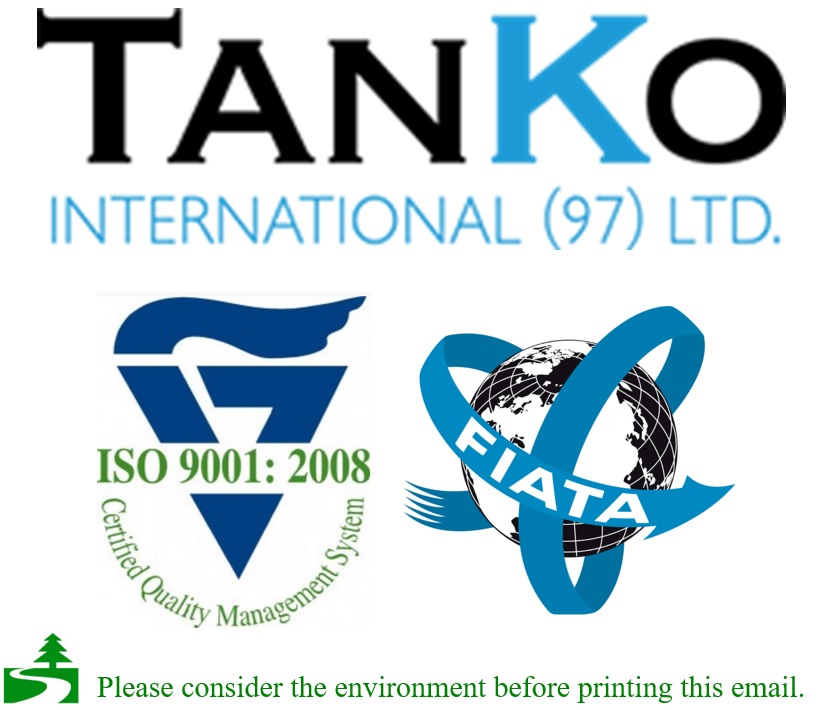 TANKO
INTERNATIONAL (97) LTD.
ISO 9001: 2008
Certified Quality Management System
FIATA
Please consider the environment before printing this email.